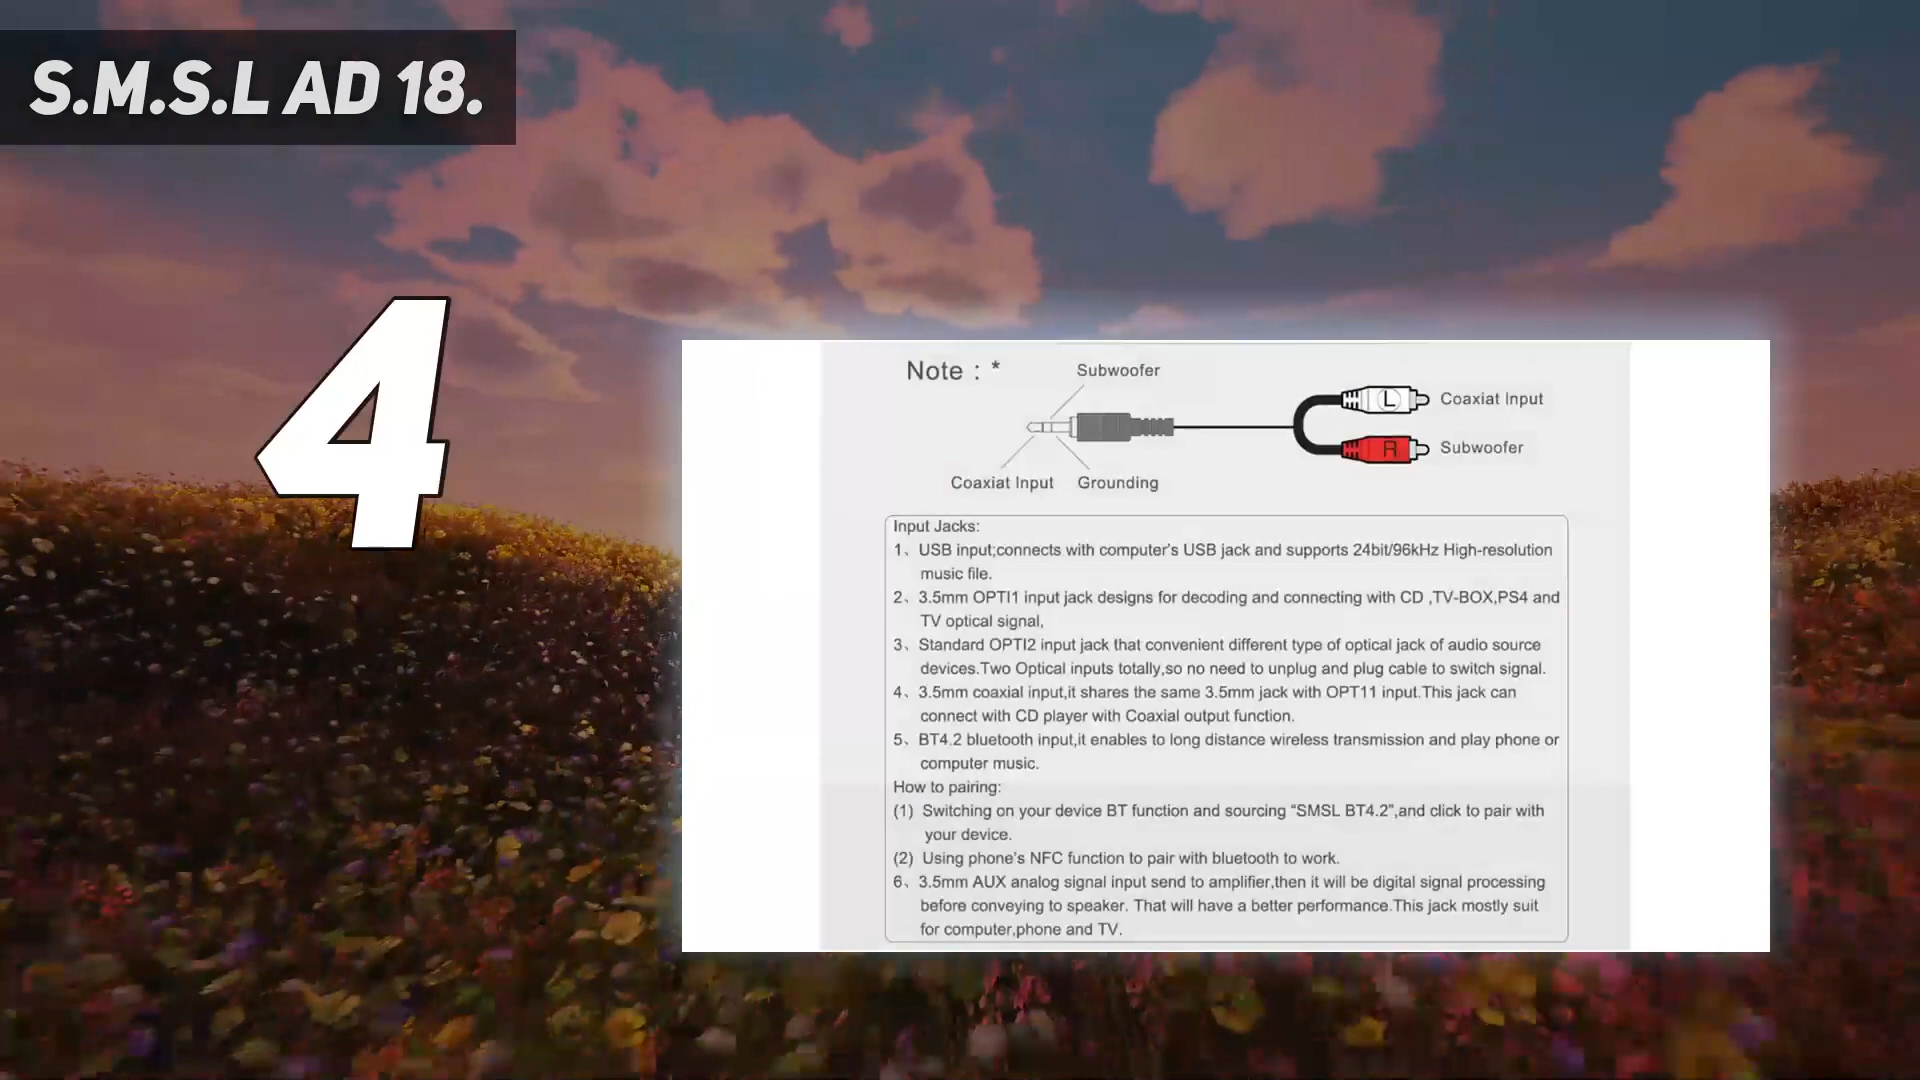 S.M.S.L AD 18.
4
Note : *
Subwoofer
L
Coaxiat Input
R
Subwoofer
Coaxiat Input
Grounding
Input Jacks:
1、USB input;connects with computer's USB jack and supports 24bit/96kHz High-resolution
music file.
2、3.5mm OPTI1 input jack designs for decoding and connecting with CD ,TV-BOX,PS4 and
TV optical signal,
3、Standard OPTI2 input jack that convenient different type of optical jack of audio source
devices.Two Optical inputs totally,so no need to unplug and plug cable to switch signal.
4、3.5mm coaxial input,it shares the same 3.5mm jack with OPT11 input.This jack can
connect with CD player with Coaxial output function.
5、BT4.2 bluetooth input,it enables to long distance wireless transmission and play phone or
computer music.
How to pairing:
(1) Switching on your device BT function and sourcing “SMSL BT4.2”,and click to pair with
your device.
(2) Using phone's NFC function to pair with bluetooth to work.
6、3.5mm AUX analog signal input send to amplifier,then it will be digital signal processing
before conveying to speaker. That will have a better performance.This jack mostly suit
for computer,phone and TV.